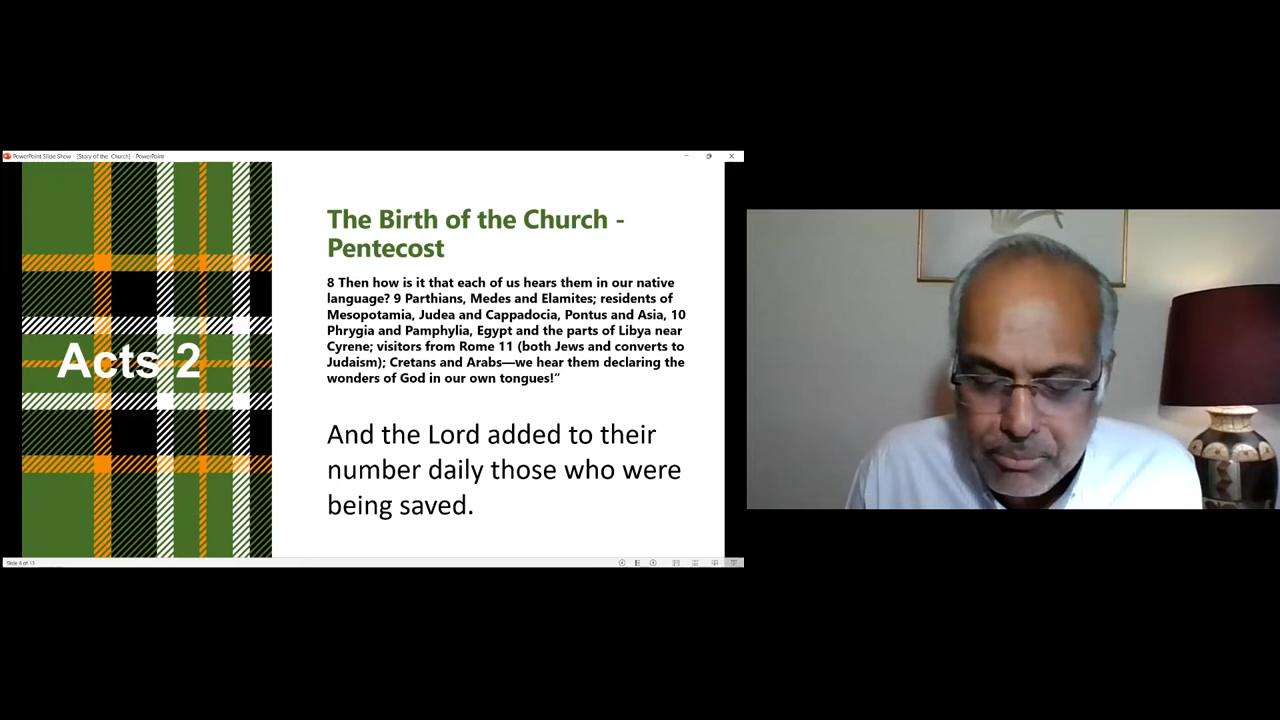 PowerPoint Slide Show - [Story of the Church] - PowerPoint
Acts 2
The Birth of the Church -
Pentecost
8 Then how is it that each of us hears them in our native
language? 9 Parthians, Medes and Elamites; residents of
Mesopotamia, Judea and Cappadocia, Pontus and Asia, 10
Phrygia and Pamphylia, Egypt and the parts of Libya near
Cyrene; visitors from Rome 11 (both Jews and converts to
Judaism); Cretans and Arabs—we hear them declaring the
wonders of God in our own tongues!”
And the Lord added to their
number daily those who were
being saved.